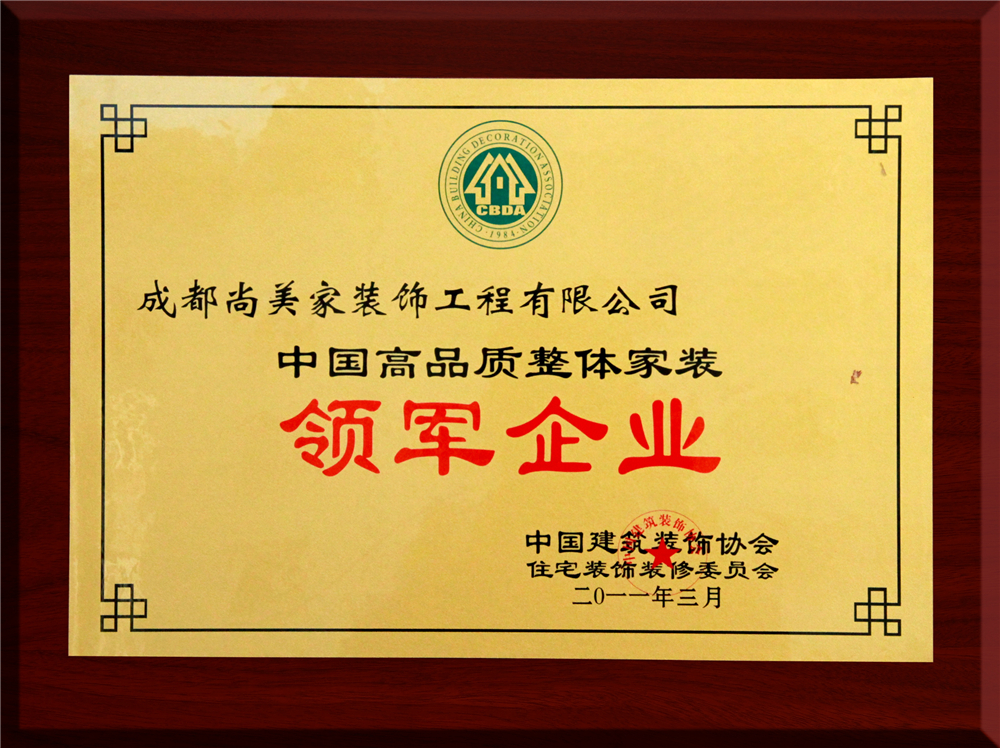 CHINA BUILDING DECORATION ASSOCIATION
·1984·
CBDA
成都尚美家装饰工程有限公司
中国高品质整体家装
领军企业
中国建筑装饰协会
住宅装饰装修委员会
二0一一年三月